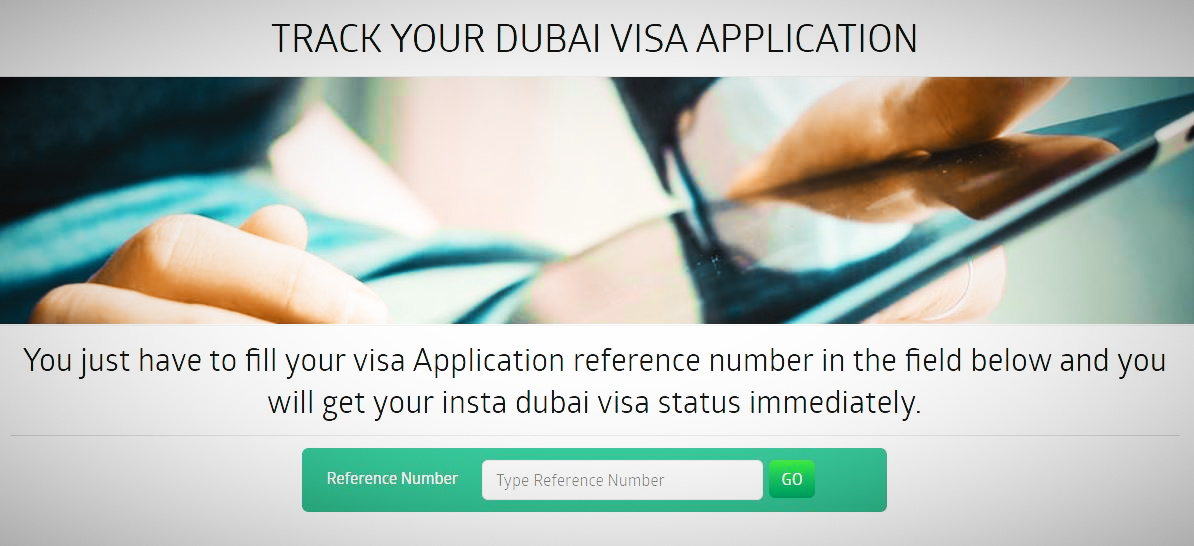 TRACK YOUR DUBAI VISA APPLICATION
You just have to fill your visa Application reference number in the field below and you
will get your insta dubai visa status immediately.
Reference Number Type Reference Number GO